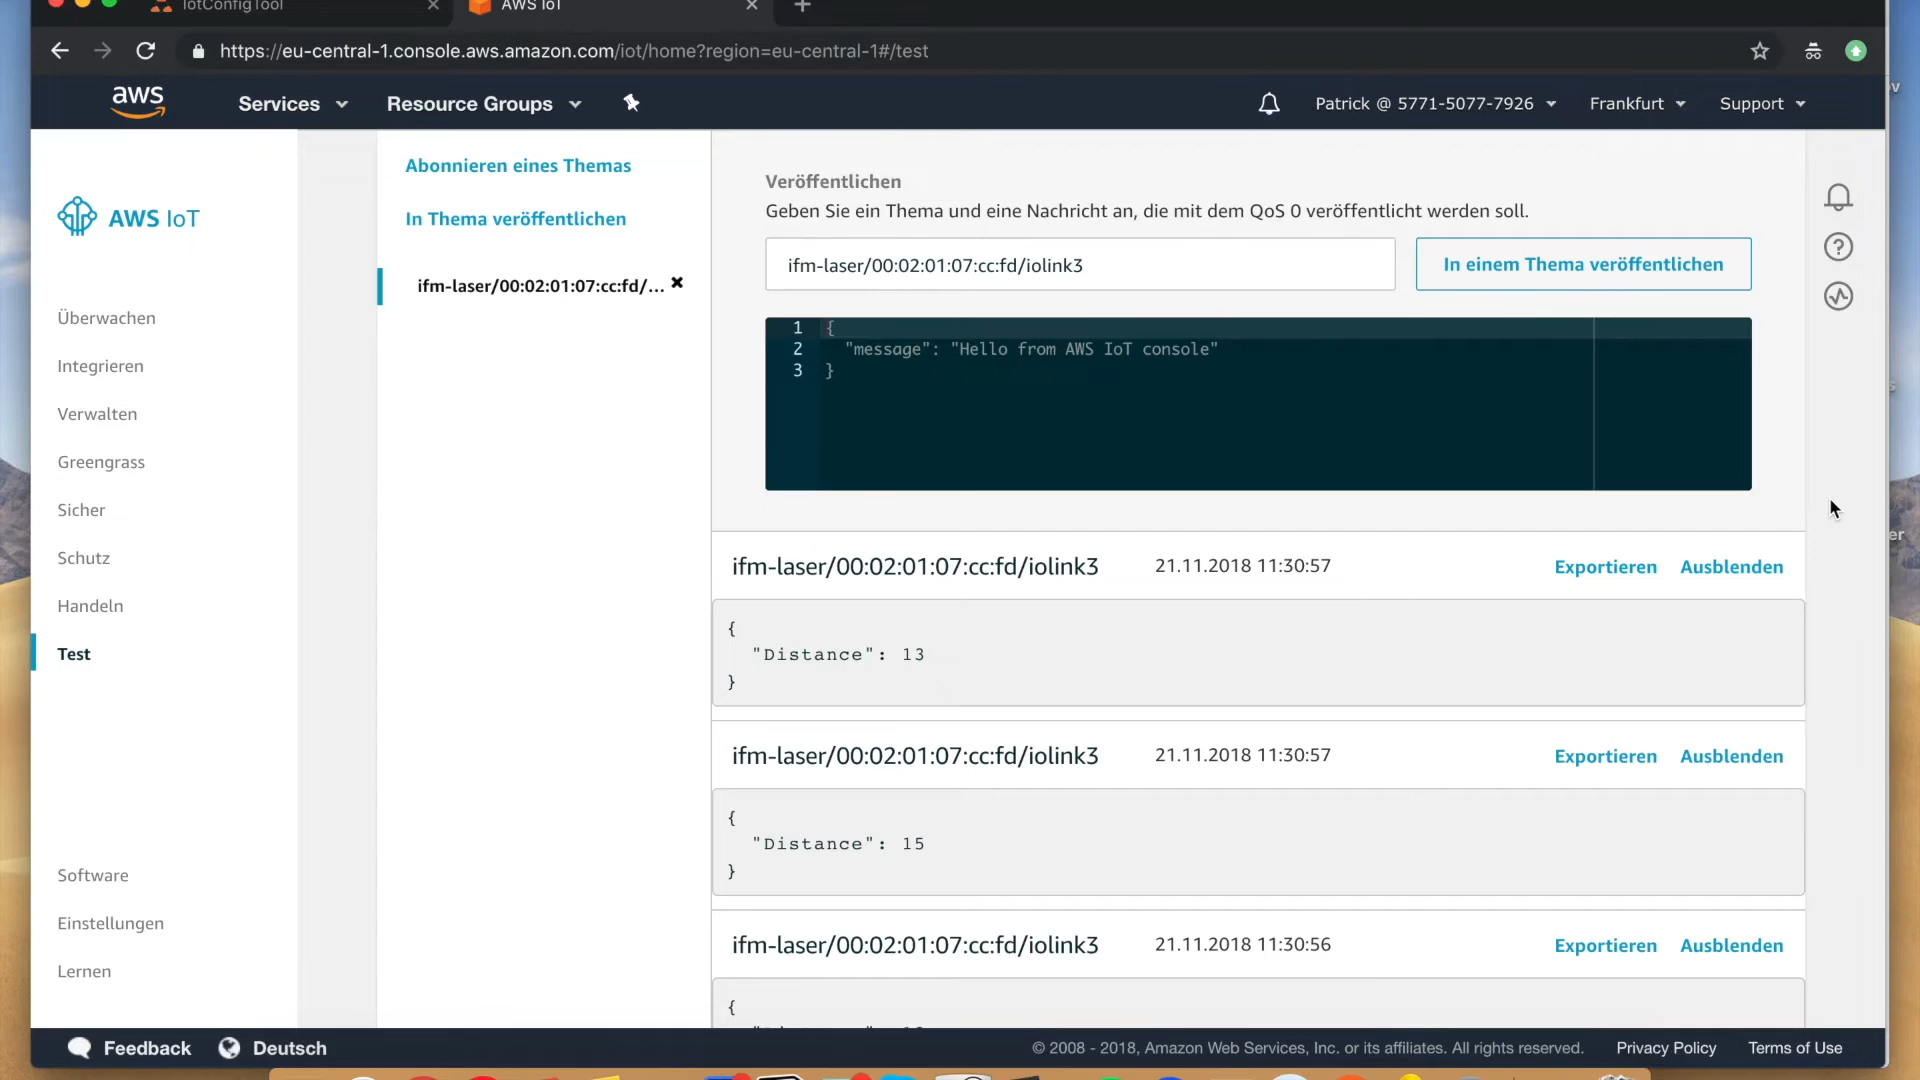 IotConfigTool
AWS IoT
https://eu-central-1.console.aws.amazon.com/iot/home?region=eu-central-1#/test
aws
Services
Resource Groups
Patrick @ 5771-5077-7926
Frankfurt
Support
AWS IoT
Überwachen
Integrieren
Verwalten
Greengrass
Sicher
Schutz
Handeln
Test
Software
Einstellungen
Lernen
Abonnieren eines Themas
In Thema veröffentlichen
ifm-laser/00:02:01:07:cc:fd/...
Veröffentlichen
Geben Sie ein Thema und eine Nachricht an, die mit dem QoS 0 veröffentlicht werden soll.
ifm-laser/00:02:01:07:cc:fd/iolink3
In einem Thema veröffentlichen
1 {
2 "message": "Hello from AWS IoT console"
3 }
ifm-laser/00:02:01:07:cc:fd/iolink3 21.11.2018 11:30:57 Exportieren Ausblenden
{
"Distance": 13
}
ifm-laser/00:02:01:07:cc:fd/iolink3 21.11.2018 11:30:57 Exportieren Ausblenden
{
"Distance": 15
}
ifm-laser/00:02:01:07:cc:fd/iolink3 21.11.2018 11:30:56 Exportieren Ausblenden
{
Feedback
Deutsch
© 2008 - 2018, Amazon Web Services, Inc. or its affiliates. All rights reserved.
Privacy Policy
Terms of Use